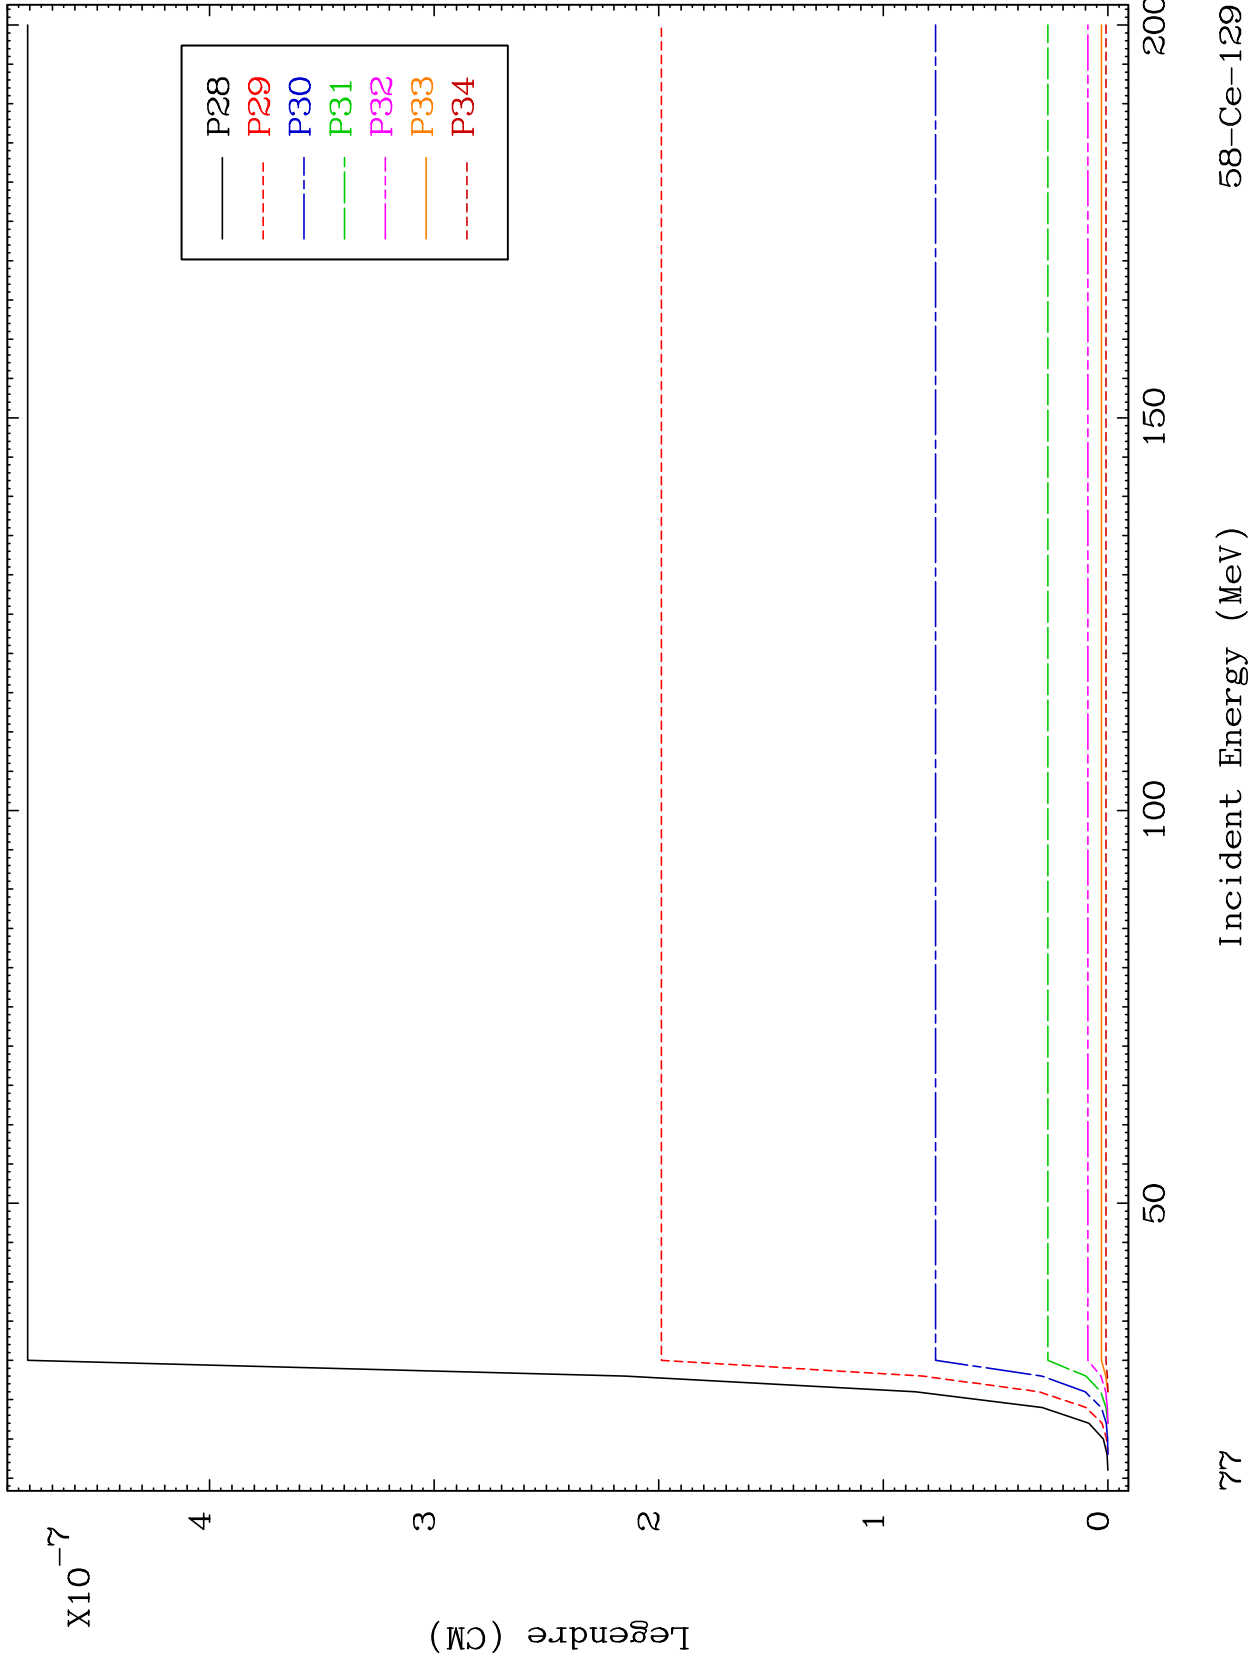 X10-7
4
3
2
1
0
Legendre (CM)
P28
P29
P30
P31
P32
P33
P34
50
100
150
200
Incident Energy (MeV)
77
58-Ce-129